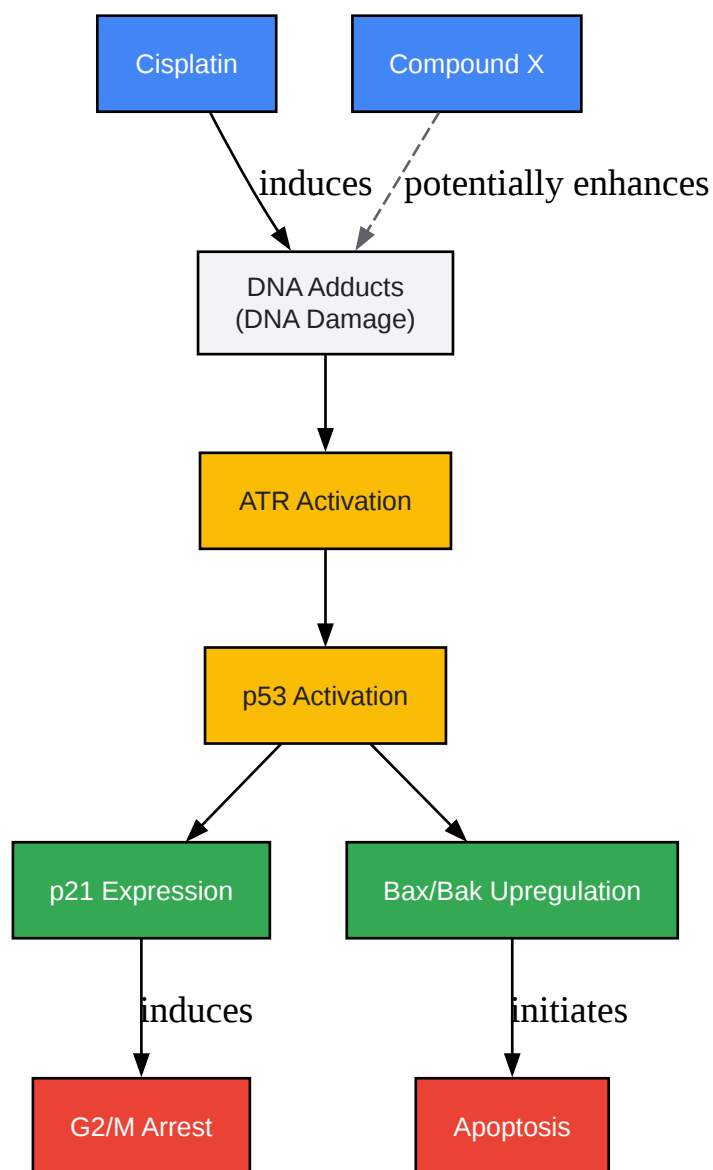 Cisplatin
Compound X
induces
potentially enhances
DNA Adducts
(DNA Damage)
ATR Activation
p53 Activation
p21 Expression
Bax/Bak Upregulation
induces
initiates
G2/M Arrest
Apoptosis